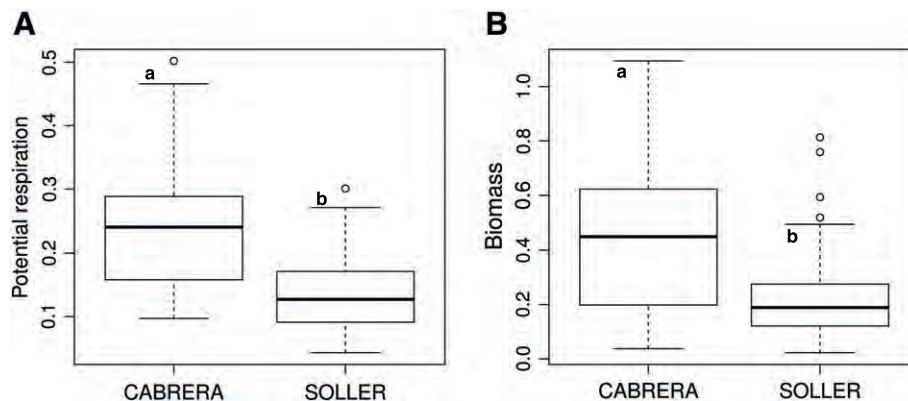 A
Potential respiration
0.5
0.4
0.3
0.2
0.1
a
b
CABRERA
SOLLER
B
Biomass
1.0
0.8
0.6
0.4
0.2
0.0
a
b
CABRERA
SOLLER